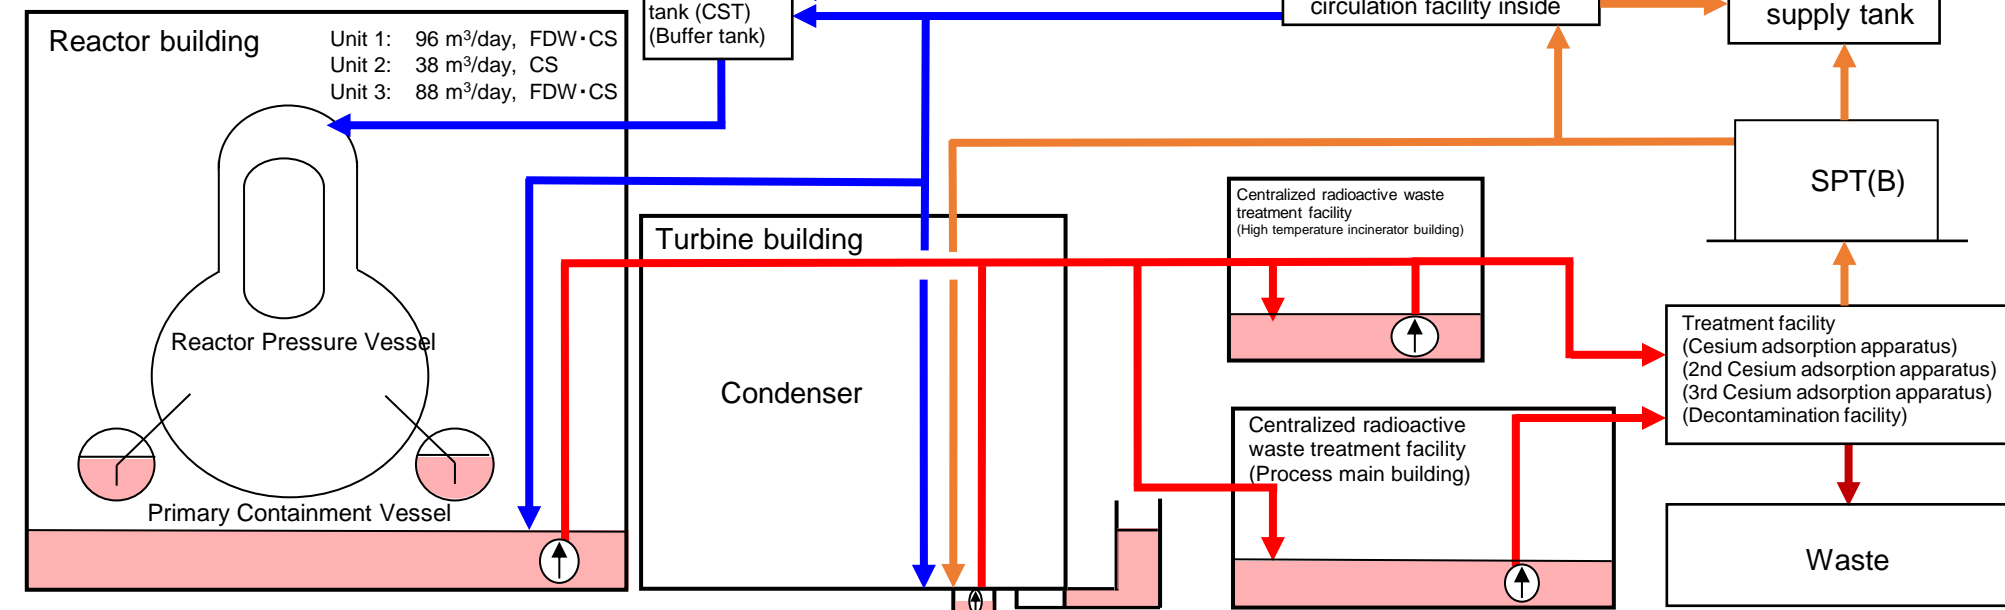 tank (CST)
(Buffer tank)
circulation facility inside
supply tank
Reactor building
Unit 1: 96 m³/day, FDW・CS
Unit 2: 38 m³/day, CS
Unit 3: 88 m³/day, FDW・CS
SPT(B)
Centralized radioactive waste
treatment facility
(High temperature incinerator building)
Turbine building
Reactor Pressure Vessel
Condenser
Treatment facility
(Cesium adsorption apparatus)
(2nd Cesium adsorption apparatus)
(3rd Cesium adsorption apparatus)
(Decontamination facility)
Centralized radioactive
waste treatment facility
(Process main building)
Primary Containment Vessel
Waste